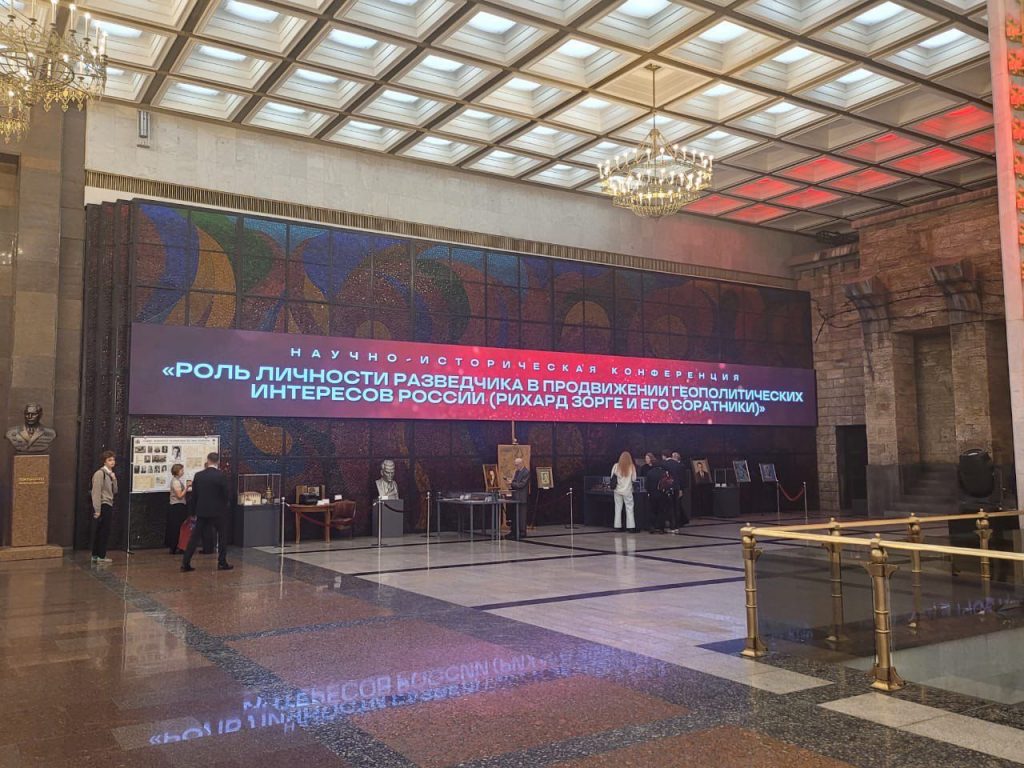 НАУЧНО-ИСТОРИЧЕСКАЯ КОНФЕРЕНЦИЯ
«РОЛЬ ЛИЧНОСТИ РАЗВЕДЧИКА В ПРОДВИЖЕНИИ ГЕОПОЛИТИЧЕСКИХ
ИНТЕРЕСОВ РОССИИ (РИХАРД ЗОРГЕ И ЕГО СОРАТНИКИ)»